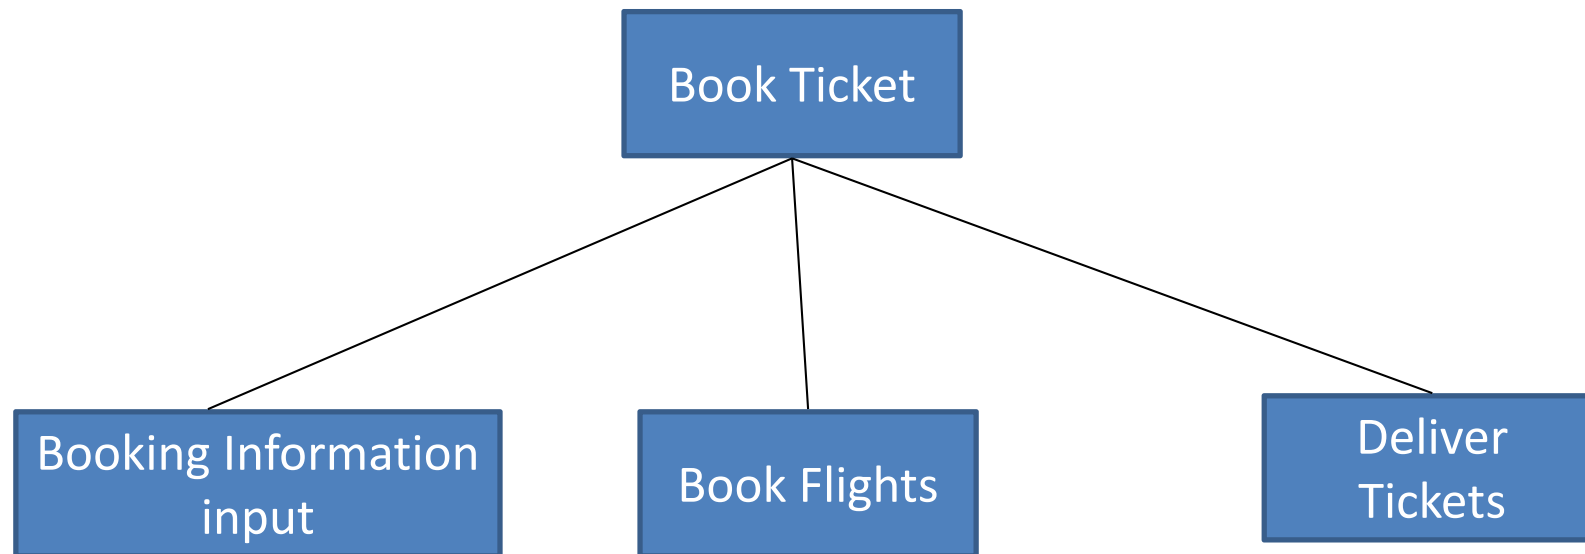 Book Ticket
Booking Information
input
Book Flights
Deliver
Tickets